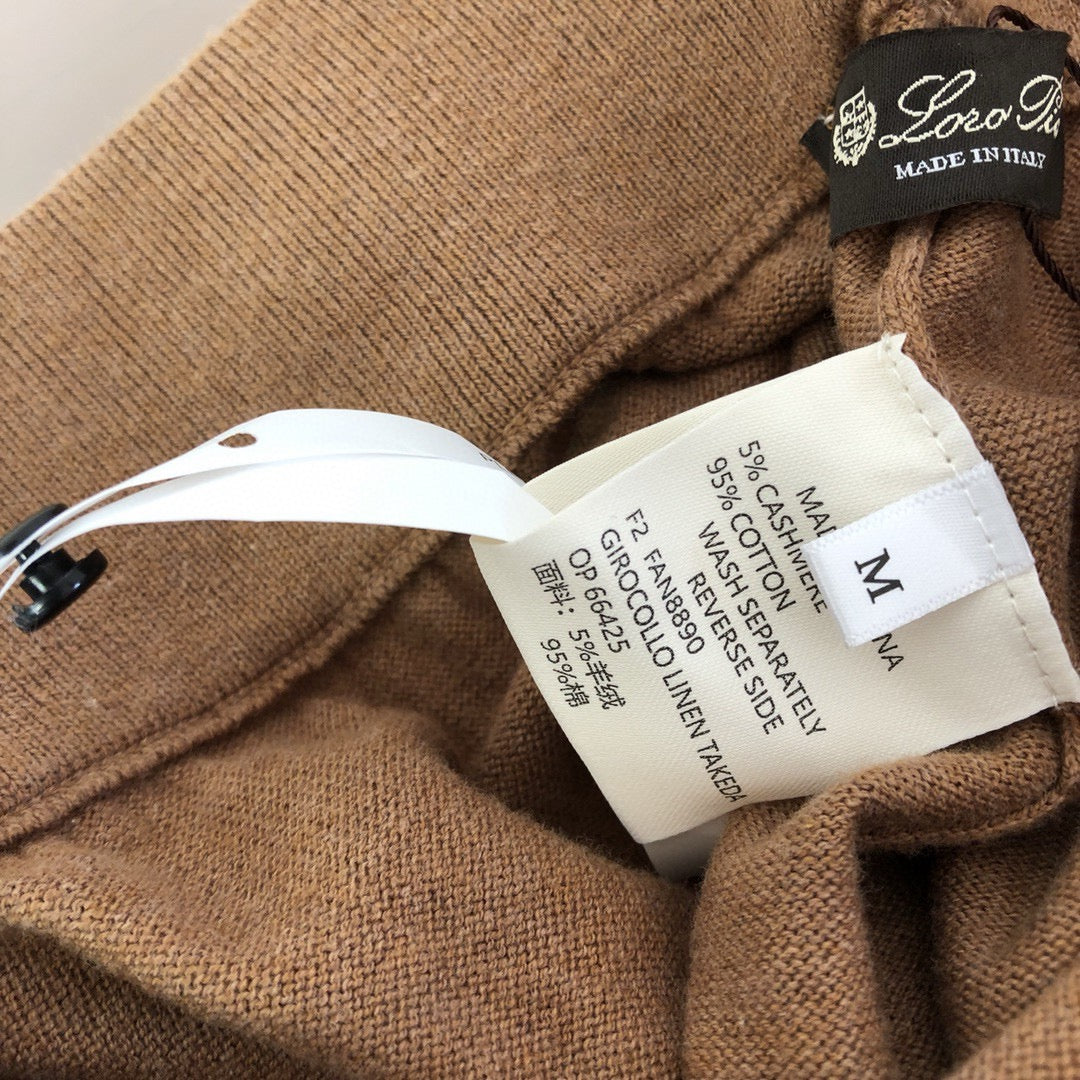 Loro Pi
MADE IN ITALY
M
5% CASHMERE
95% COTTON
WASH SEPARATELY
REVERSE SIDE
F2 FAN8890
GIROCOLLO LINEN TAKEDA
OP 66425
面料：5%羊绒
95%棉